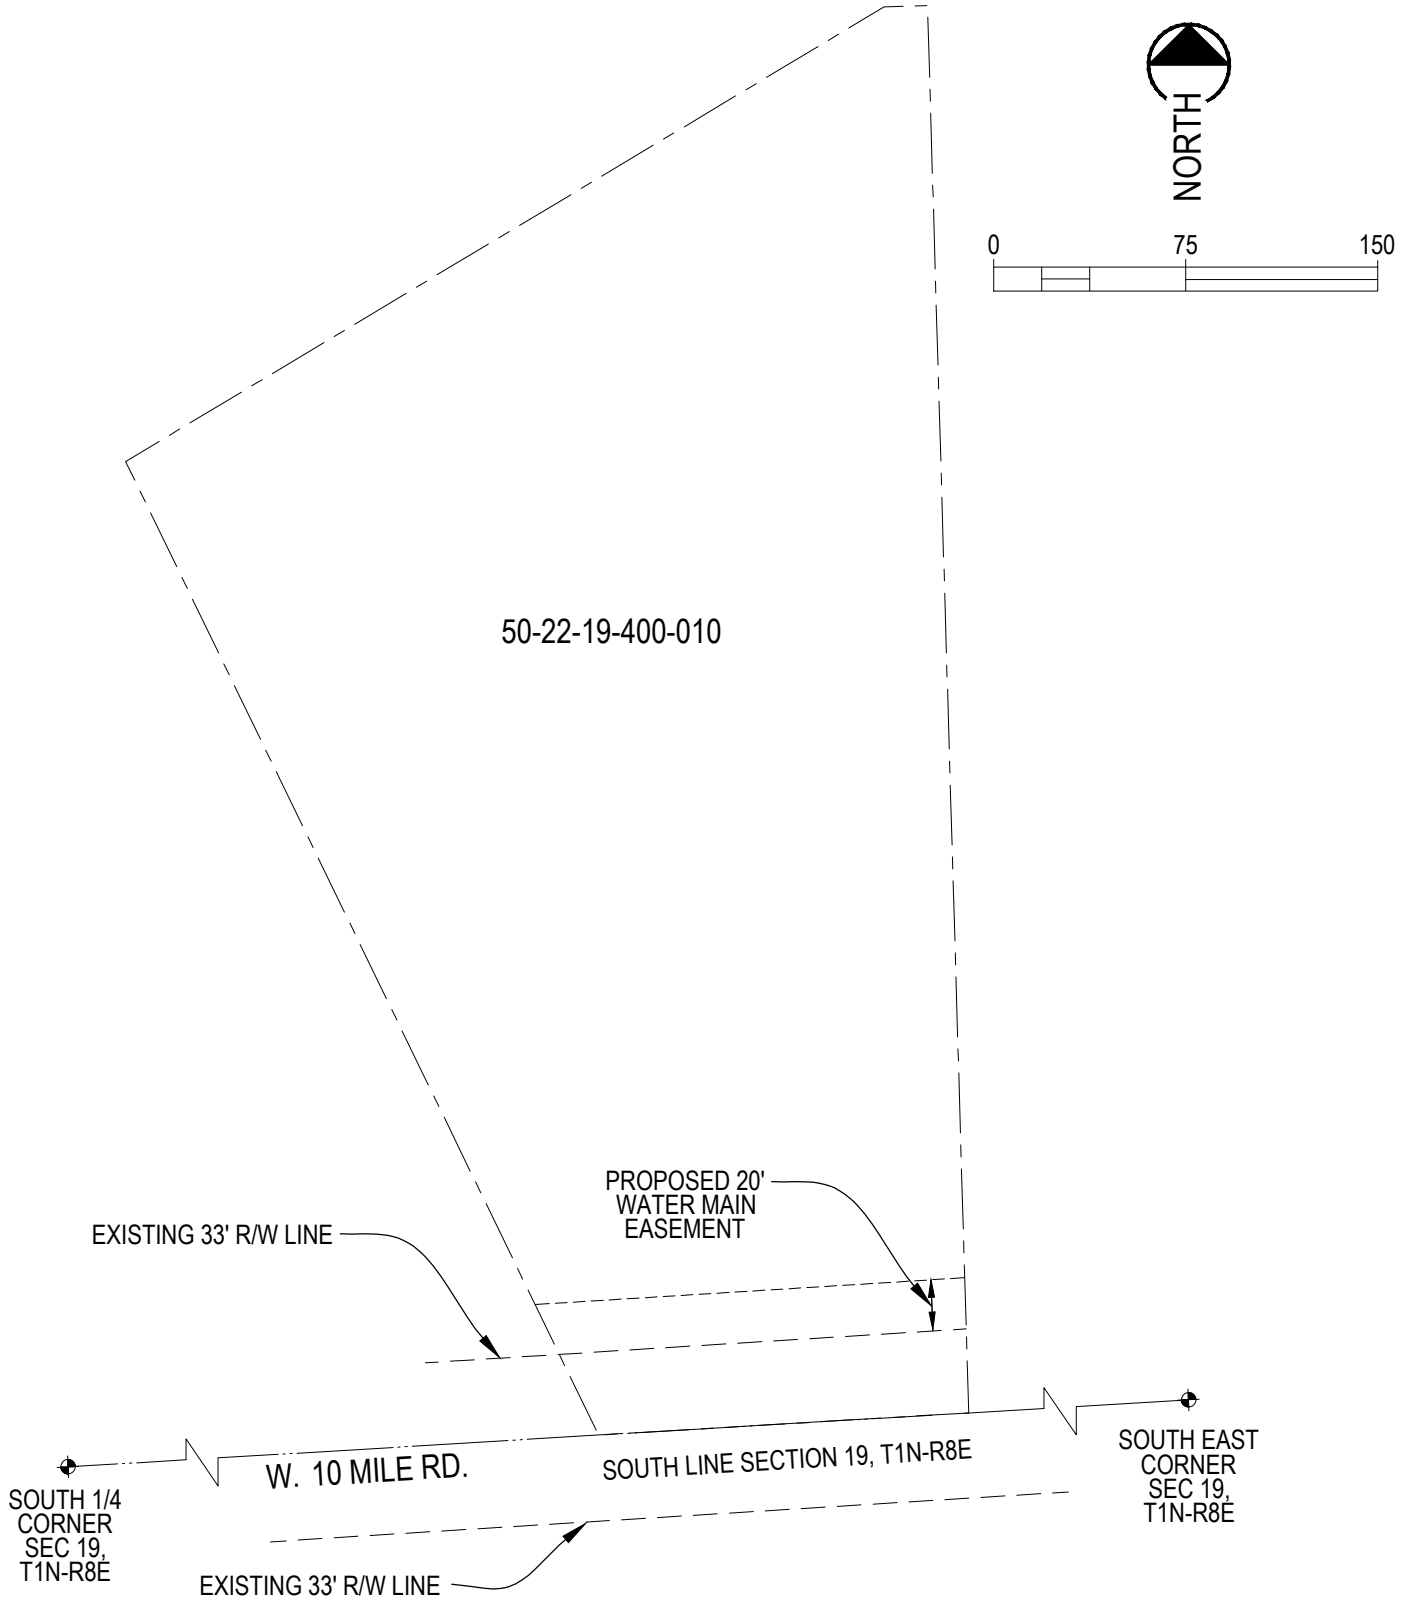 NORTH
0 75 150
50-22-19-400-010
PROPOSED 20'
WATER MAIN
EASEMENT
EXISTING 33' R/W LINE
W. 10 MILE RD.
SOUTH LINE SECTION 19, T1N-R8E
SOUTH EAST
CORNER
SEC 19,
T1N-R8E
SOUTH 1/4
CORNER
SEC 19,
T1N-R8E
EXISTING 33' R/W LINE